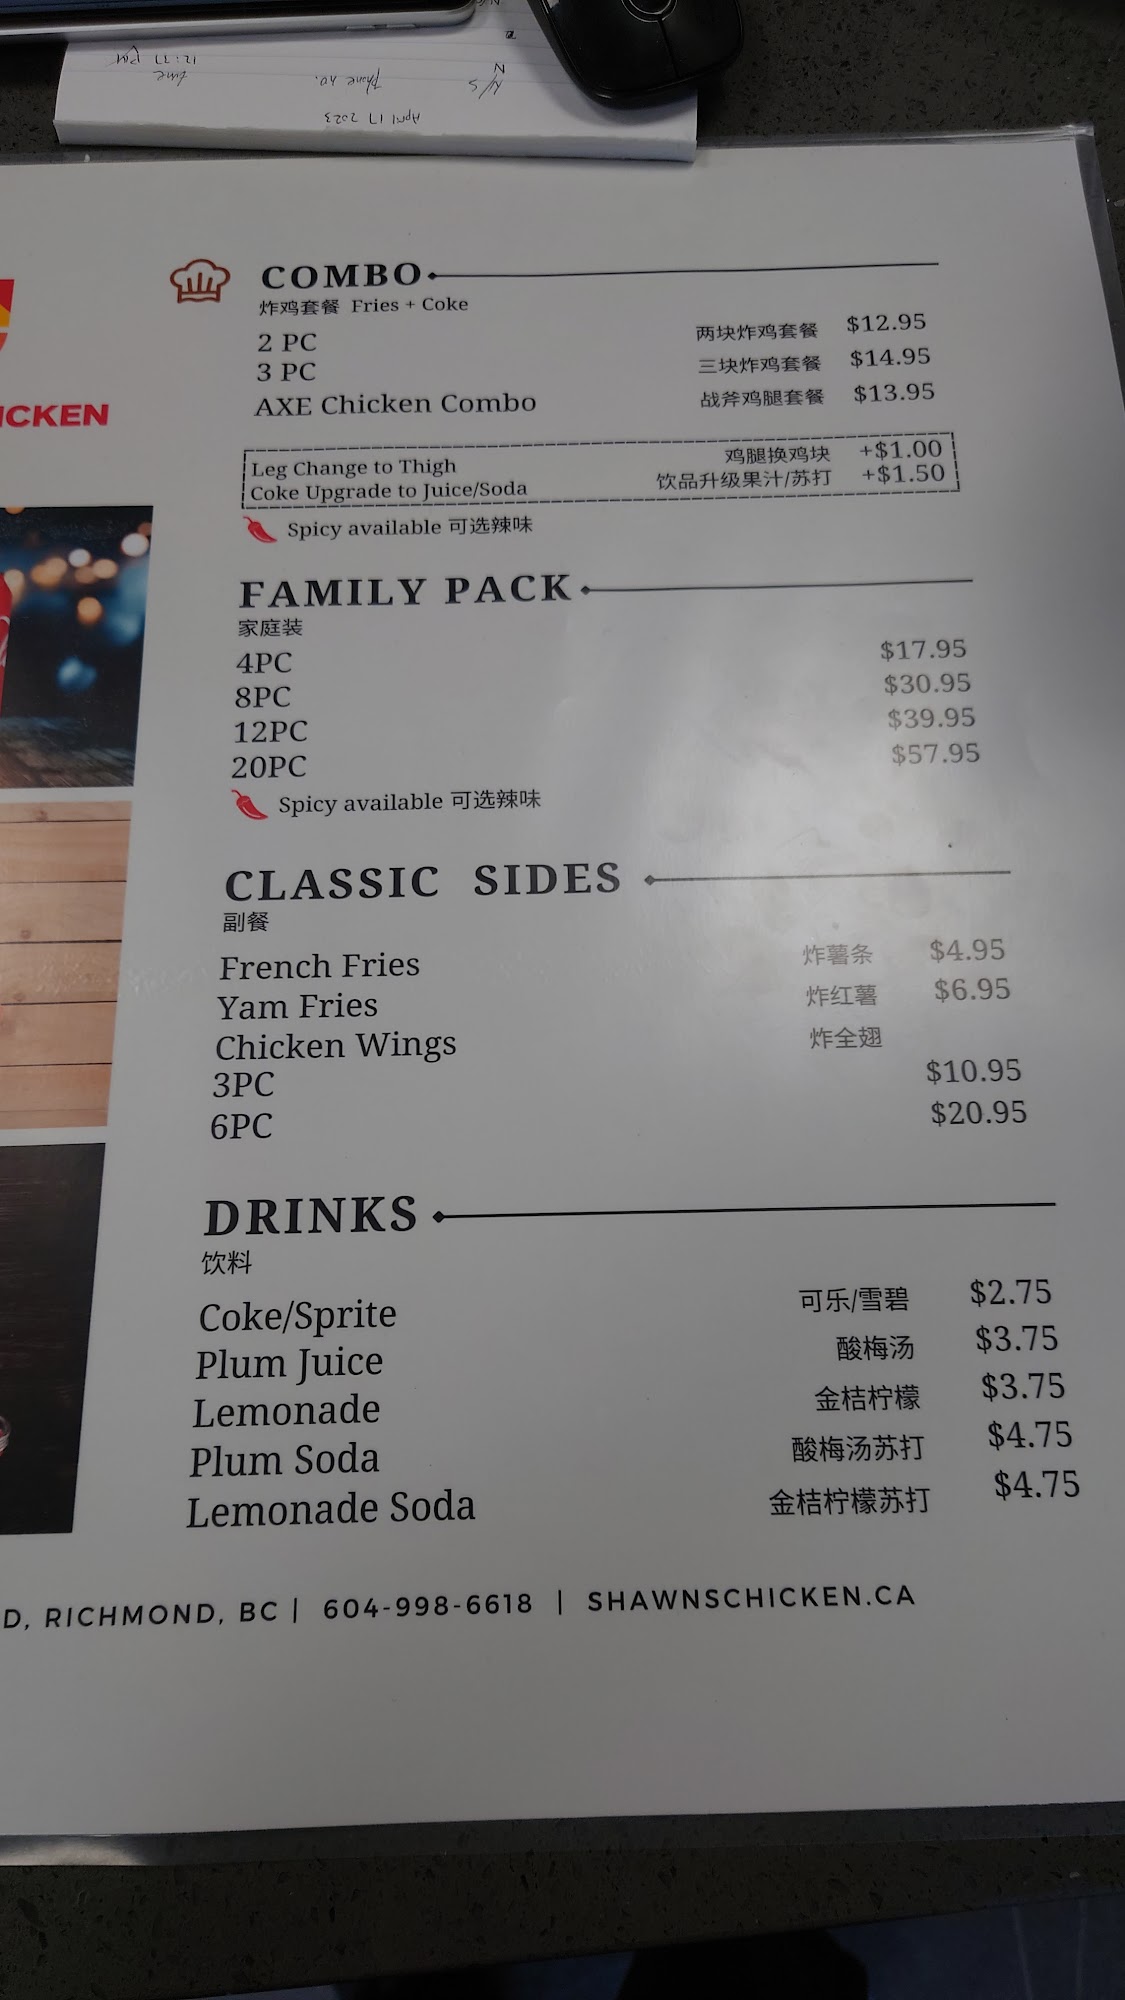 April 17 2023
N/S
Phone no.
time
N
12:17 PM
ICKEN
COMBO
炸鸡套餐 Fries + Coke
2 PC 两块炸鸡套餐 $12.95
3 PC 三块炸鸡套餐 $14.95
AXE Chicken Combo 战斧鸡腿套餐 $13.95
Leg Change to Thigh 鸡腿换鸡块 +$1.00
Coke Upgrade to Juice/Soda 饮品升级果汁/苏打 +$1.50
Spicy available 可选辣味
FAMILY PACK
家庭装
4PC $17.95
8PC $30.95
12PC $39.95
20PC $57.95
Spicy available 可选辣味
CLASSIC SIDES
副餐
French Fries 炸薯条 $4.95
Yam Fries 炸红薯 $6.95
Chicken Wings 炸全翅
3PC $10.95
6PC $20.95
DRINKS
饮料
Coke/Sprite 可乐/雪碧 $2.75
Plum Juice 酸梅汤 $3.75
Lemonade 金桔柠檬 $3.75
Plum Soda 酸梅汤苏打 $4.75
Lemonade Soda 金桔柠檬苏打 $4.75
D, RICHMOND, BC | 604-998-6618 | SHAWNSCHICKEN.CA